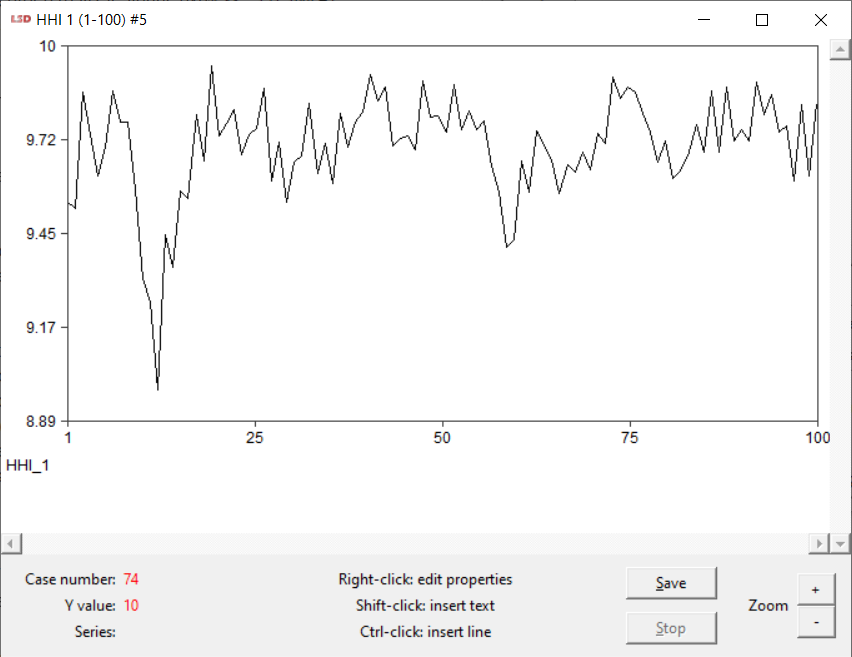 LSD HHI 1 (1-100) #5
10
9.72
9.45
9.17
8.89
1 25 50 75 100
HHI_1
Case number: 74
Y value: 10
Series:
Right-click: edit properties
Shift-click: insert text
Ctrl-click: insert line
Save
Stop
Zoom
+
-